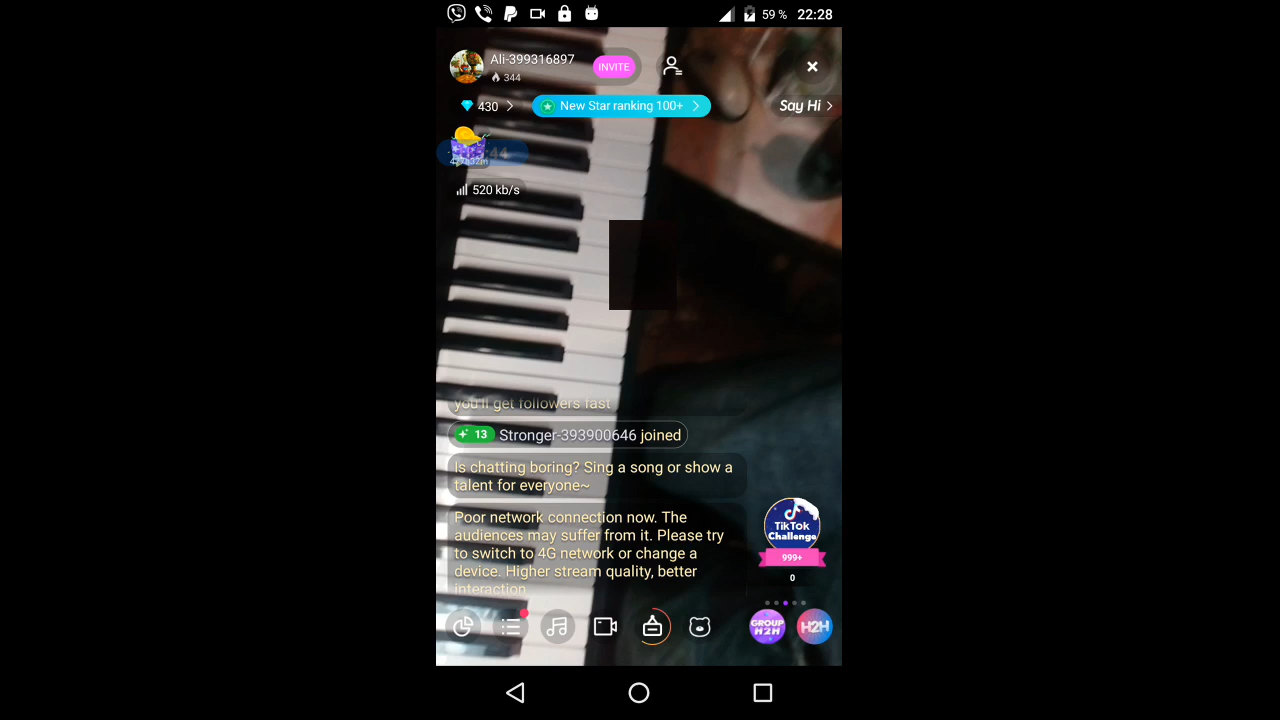 59 % 22:28
Ali-399316897
INVITE
344
430
New Star ranking 100+
Say Hi
520 kb/s
you'll get followers fast
13 Stronger-393900646 joined
Is chatting boring? Sing a song or show a
talent for everyone~
Poor network connection now. The
audiences may suffer from it. Please try
to switch to 4G network or change a
device. Higher stream quality, better
interaction
TikTok
Challenge
999+
0
GROUP
H2H
H2H